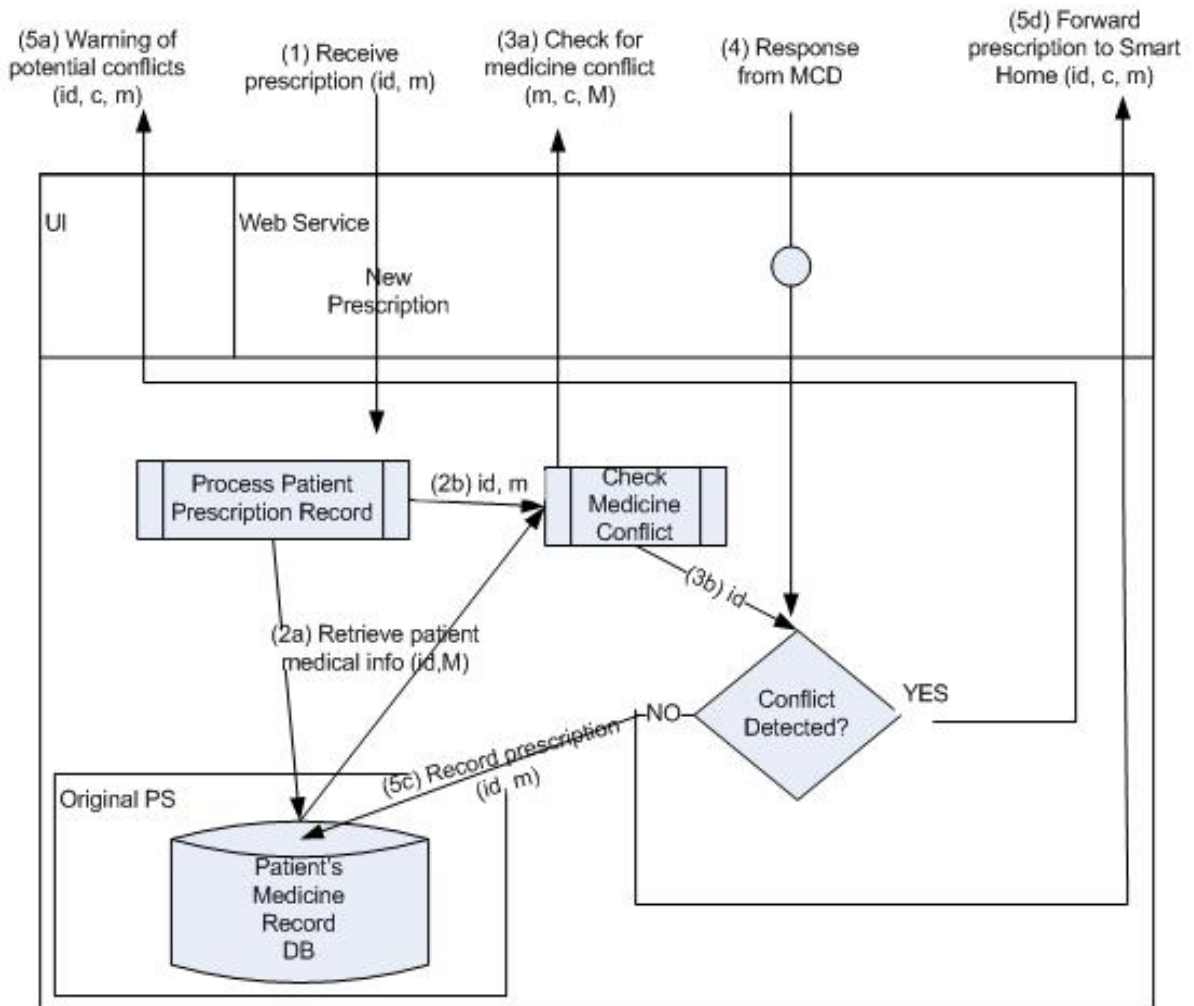 (5a) Warning of
potential conflicts
(id, c, m)
(1) Receive
prescription (id, m)
(3a) Check for
medicine conflict
(m, c, M)
(4) Response
from MCD
(5d) Forward
prescription to Smart
Home (id, c, m)
UI
Web Service
New
Prescription
Process Patient
Prescription Record
(2b) id, m
Check
Medicine
Conflict
(3b) id
(2a) Retrieve patient
medical info (id,M)
Conflict
Detected?
YES
NO
(5c) Record prescription
(id, m)
Original PS
Patient's
Medicine
Record
DB